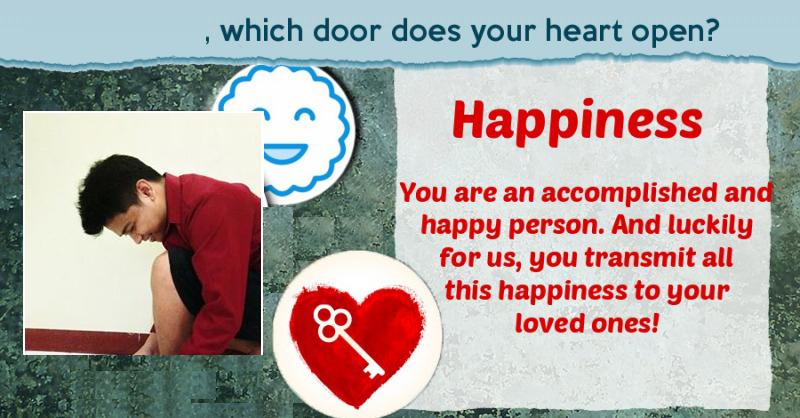 , which door does your heart open?
Happiness
You are an accomplished and
happy person. And luckily
for us, you transmit all
this happiness to your
loved ones!